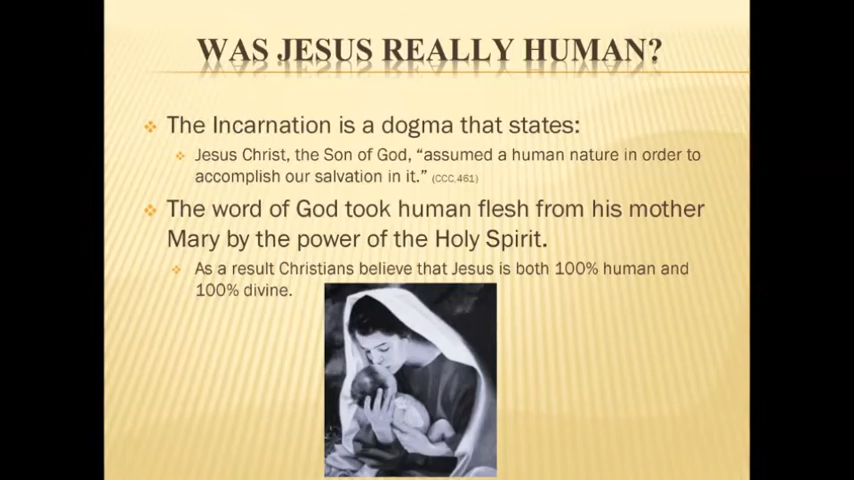 WAS JESUS REALLY HUMAN?
The Incarnation is a dogma that states:
Jesus Christ, the Son of God, “assumed a human nature in order to
accomplish our salvation in it.” (CCC,461)
The word of God took human flesh from his mother
Mary by the power of the Holy Spirit.
As a result Christians believe that Jesus is both 100% human and
100% divine.